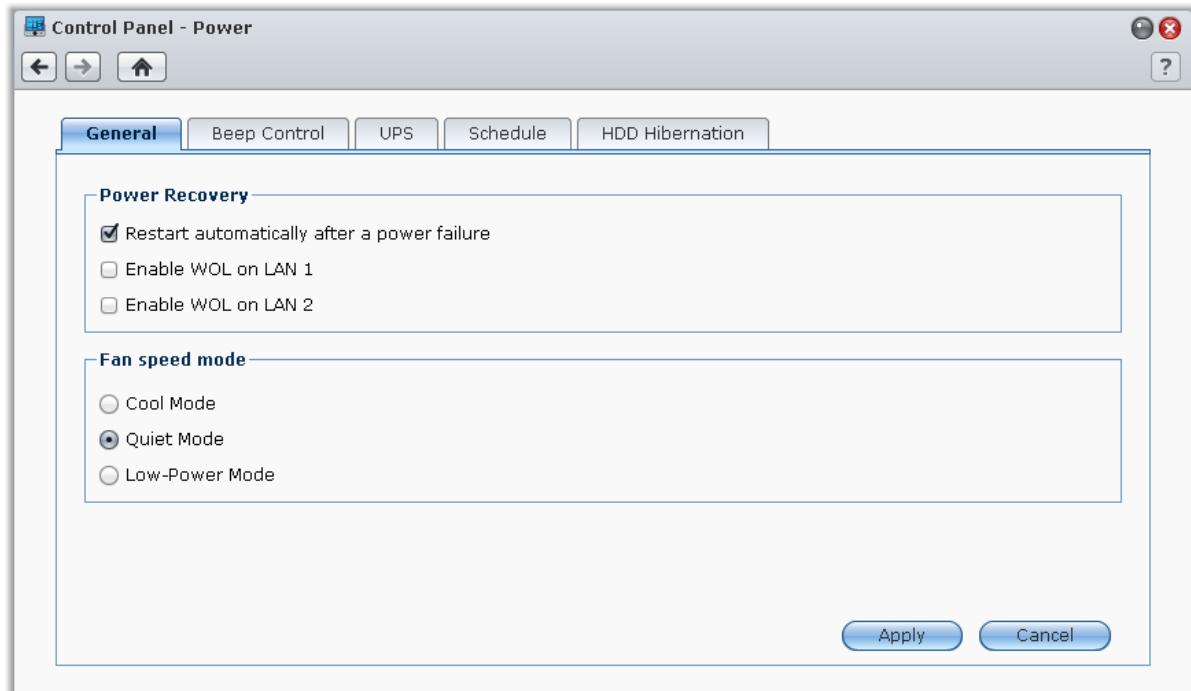 Control Panel - Power
?
General Beep Control UPS Schedule HDD Hibernation
Power Recovery
Restart automatically after a power failure
Enable WOL on LAN 1
Enable WOL on LAN 2
Fan speed mode
Cool Mode
Quiet Mode
Low-Power Mode
Apply Cancel